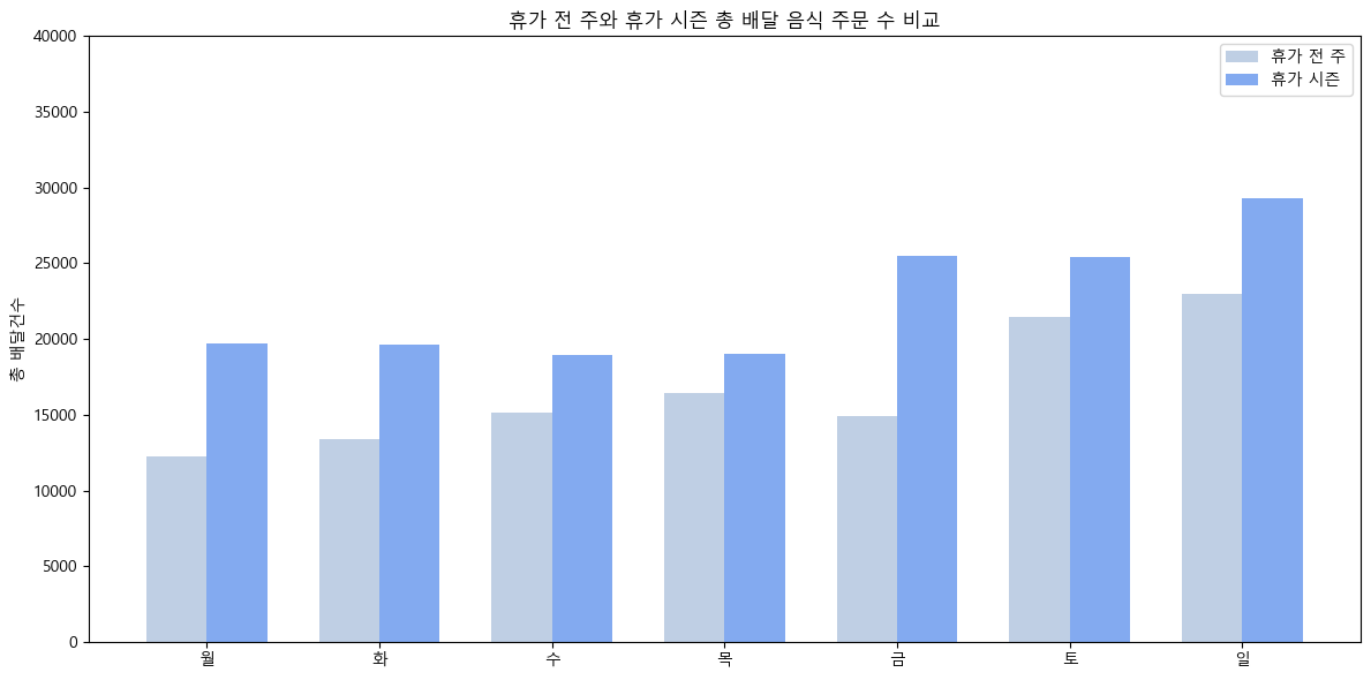 휴가 전 주와 휴가 시즌 총 배달 음식 주문 수 비교
휴가 전 주
휴가 시즌
총 배달건수
40000
35000
30000
25000
20000
15000
10000
5000
0
월 화 수 목 금 토 일